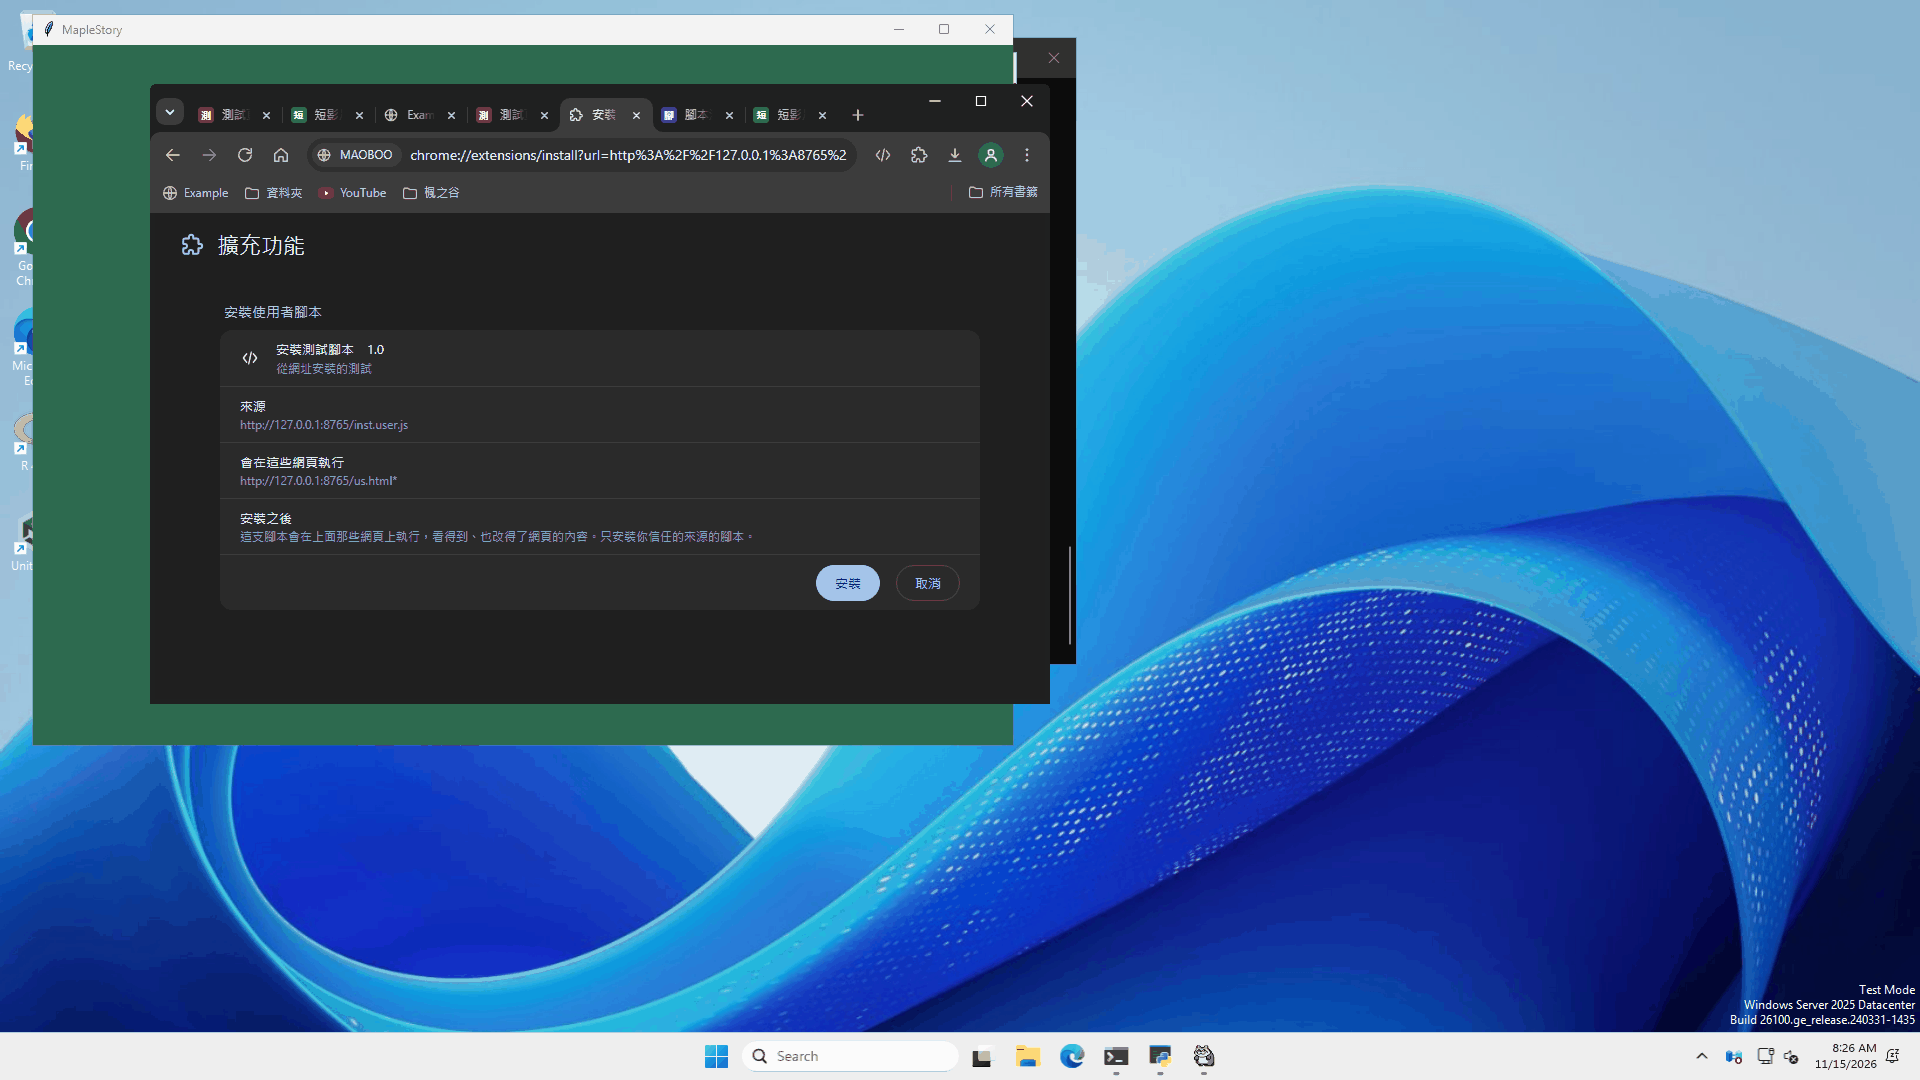 MapleStory
測試
短影
Exam
測試
安裝
腳本
短影
MAOBOO
chrome://extensions/install?url=http%3A%2F%2F127.0.0.1%3A8765%2
Example
資料夾
YouTube
楓之谷
所有書籤
擴充功能
安裝使用者腳本
安裝測試腳本 1.0
從網址安裝的測試
來源
http://127.0.0.1:8765/inst.user.js
會在這些網頁執行
http://127.0.0.1:8765/us.html*
安裝之後
這支腳本會在上面那些網頁上執行，看得到、也改得了網頁的內容。只安裝你信任的來源的腳本。
安裝
取消
Recy
Fir
Go
Chr
Mic
Ed
R
Unit
Test Mode
Windows Server 2025 Datacenter
Build 26100.ge_release.240331-1435
Search
8:26 AM
11/15/2026